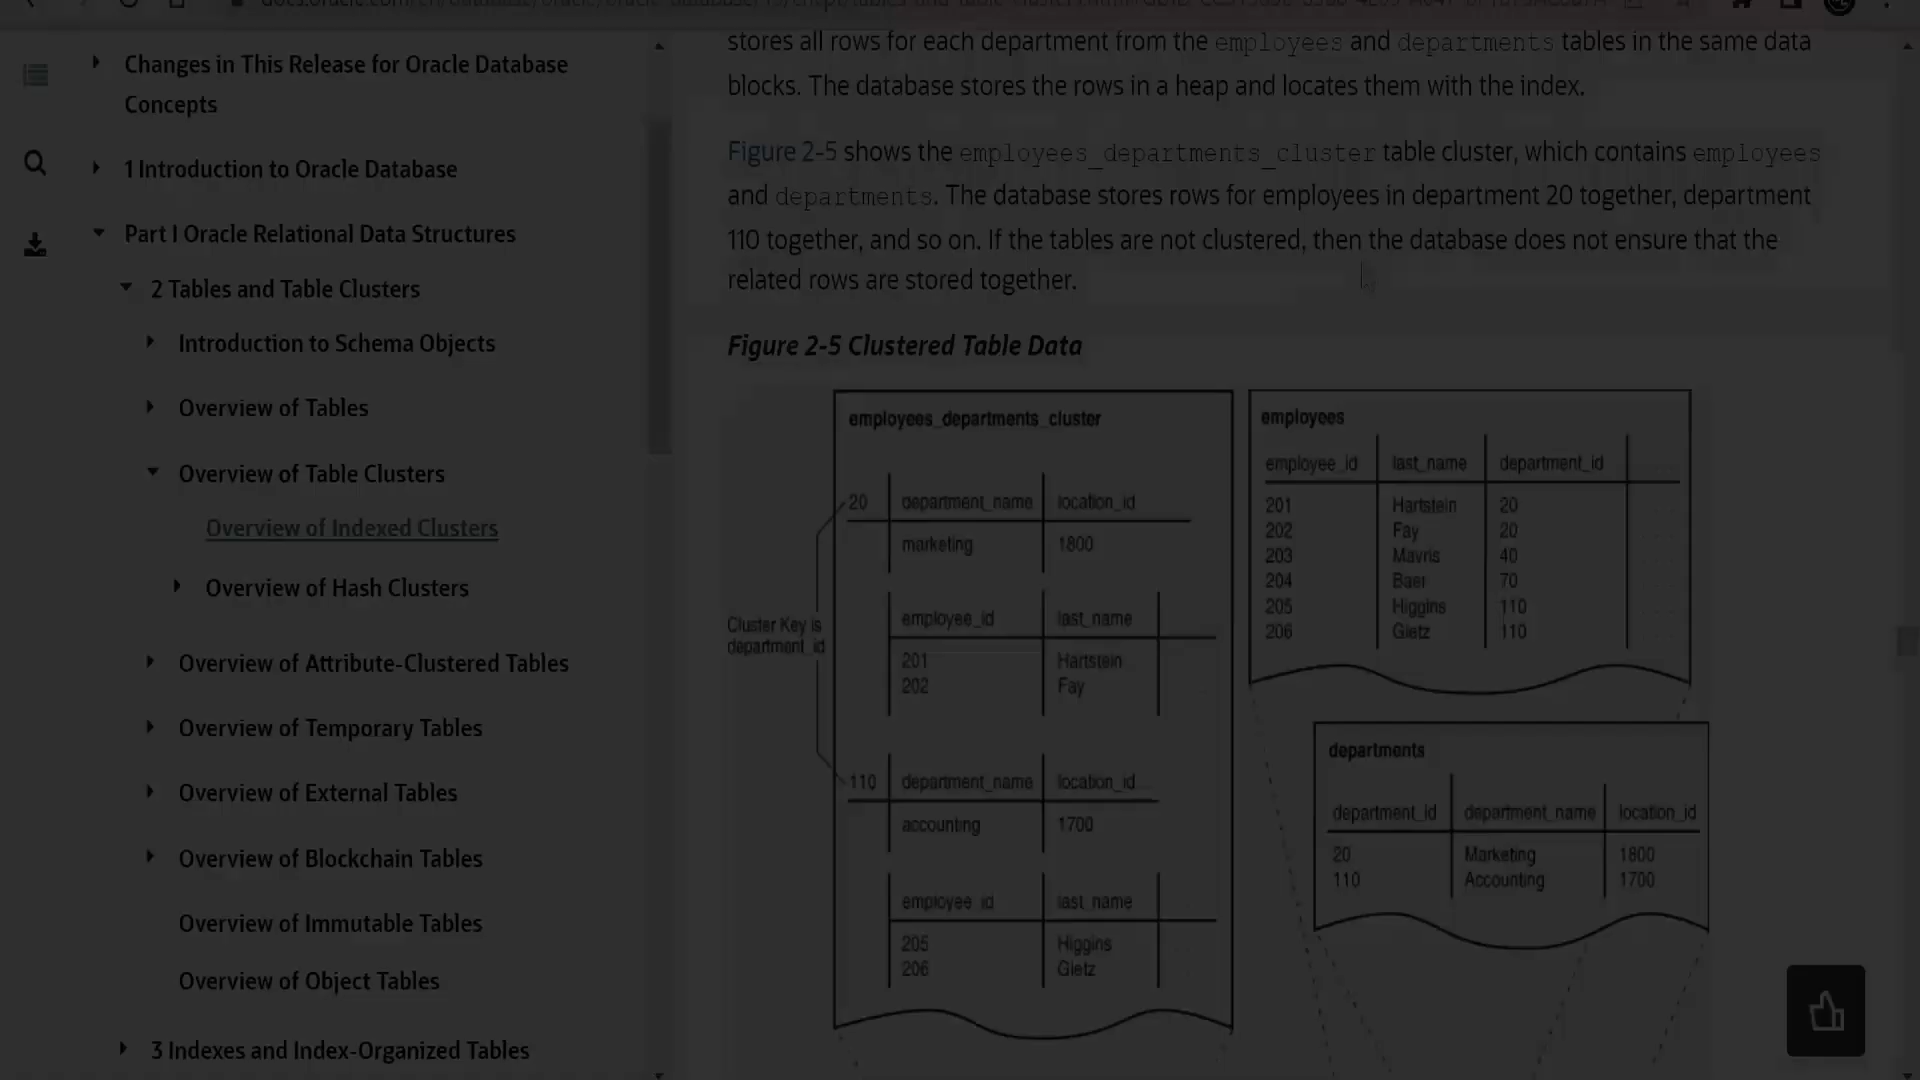 Changes in This Release for Oracle Database
Concepts
1 Introduction to Oracle Database
Part I Oracle Relational Data Structures
2 Tables and Table Clusters
Introduction to Schema Objects
Overview of Tables
Overview of Table Clusters
Overview of Indexed Clusters
Overview of Hash Clusters
Overview of Attribute-Clustered Tables
Overview of Temporary Tables
Overview of External Tables
Overview of Blockchain Tables
Overview of Immutable Tables
Overview of Object Tables
3 Indexes and Index-Organized Tables
stores all rows for each department from the employees and departments tables in the same data
blocks. The database stores the rows in a heap and locates them with the index.
Figure 2-5 shows the employees_departments_cluster table cluster, which contains employees
and departments. The database stores rows for employees in department 20 together, department
110 together, and so on. If the tables are not clustered, then the database does not ensure that the
related rows are stored together.
Figure 2-5 Clustered Table Data
employees_departments_cluster
20 department_name location_id
marketing 1800
employee_id last_name
201 Hartstein
202 Fay
Cluster Key is
department_id
110 department_name location_id
accounting 1700
employee_id last_name
205 Higgins
206 Gietz
employees
employee_id last_name department_id
201 Hartstein 20
202 Fay 20
203 Mavris 40
204 Baer 70
205 Higgins 110
206 Gietz 110
departments
department_id department_name location_id
20 Marketing 1800
110 Accounting 1700